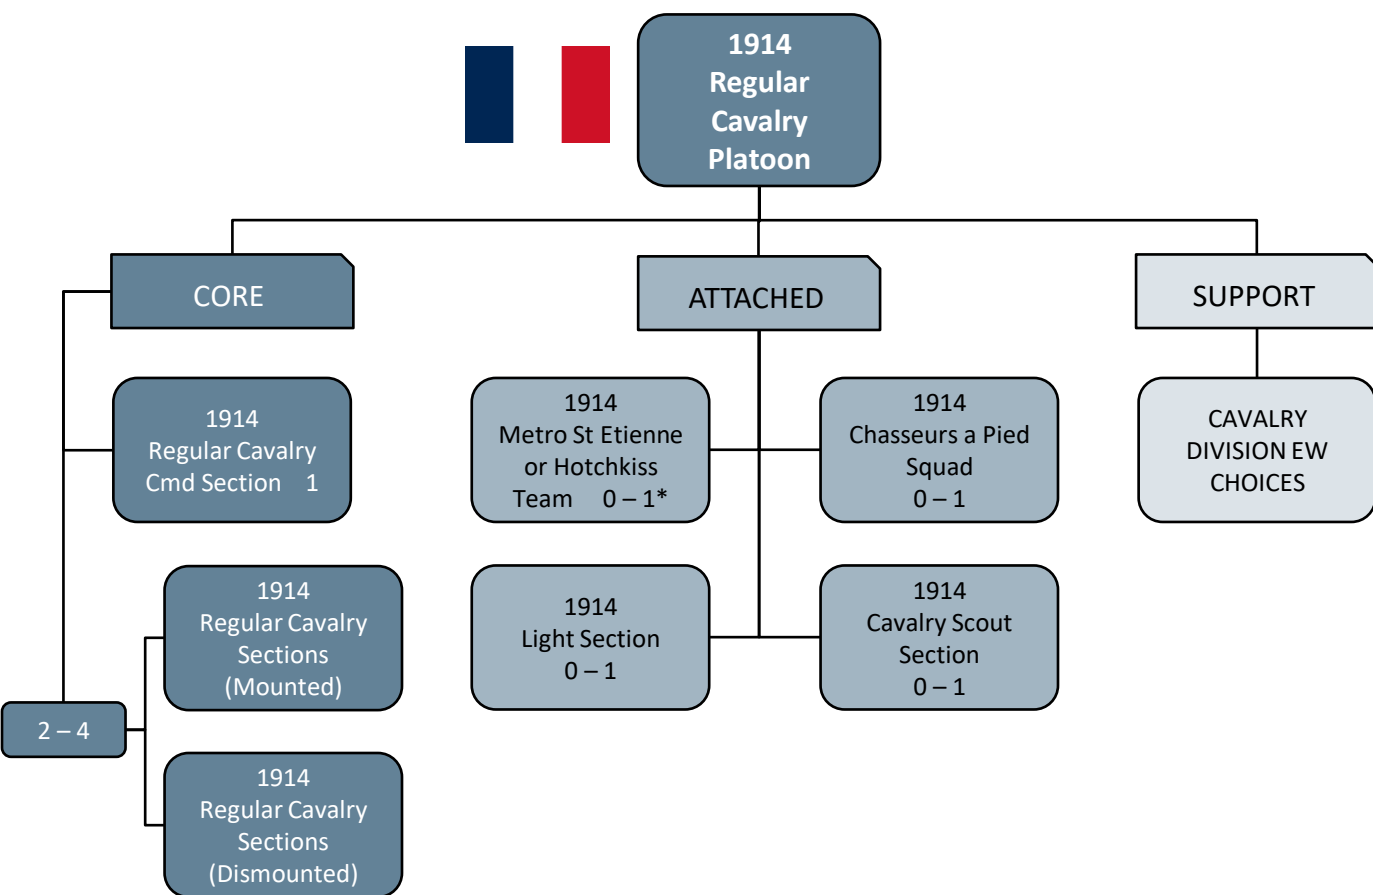 1914
Regular
Cavalry
Platoon
CORE
ATTACHED
SUPPORT
1914
Regular Cavalry
Cmd Section 1
1914
Metro St Etienne
or Hotchkiss
Team 0 – 1*
1914
Chasseurs a Pied
Squad
0 – 1
CAVALRY
DIVISION EW
CHOICES
1914
Regular Cavalry
Sections
(Mounted)
1914
Light Section
0 – 1
1914
Cavalry Scout
Section
0 – 1
2 – 4
1914
Regular Cavalry
Sections
(Dismounted)